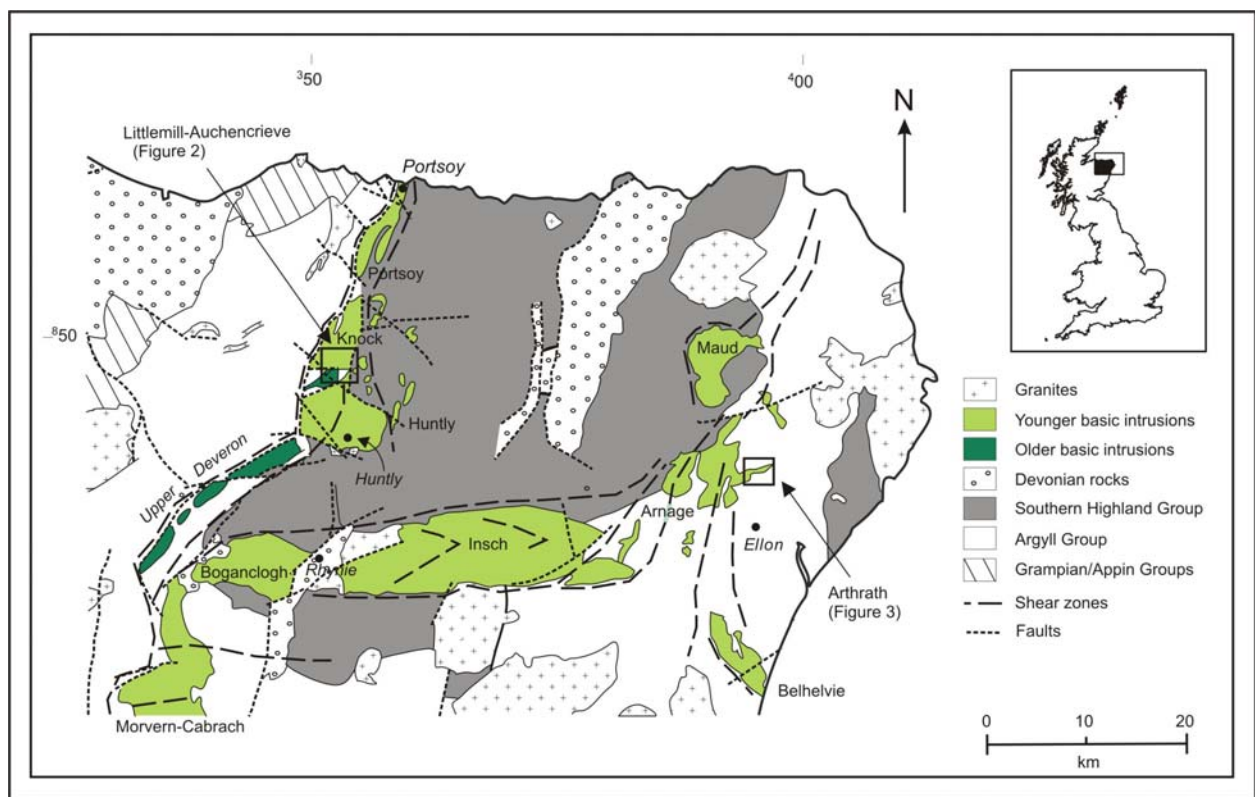 ³50
⁴00
N
Littlemill-Auchencrieve
(Figure 2)
Portsoy
Portsoy
–⁸50
Knock
Maud
Huntly
Huntly
Upper Deveron
Arnage
Insch
Ellon
Boganclogh
Rhynie
Arthrath
(Figure 3)
Belhelvie
Morvern-Cabrach
Granites
Younger basic intrusions
Older basic intrusions
Devonian rocks
Southern Highland Group
Argyll Group
Grampian/Appin Groups
Shear zones
Faults
0 10 20
km